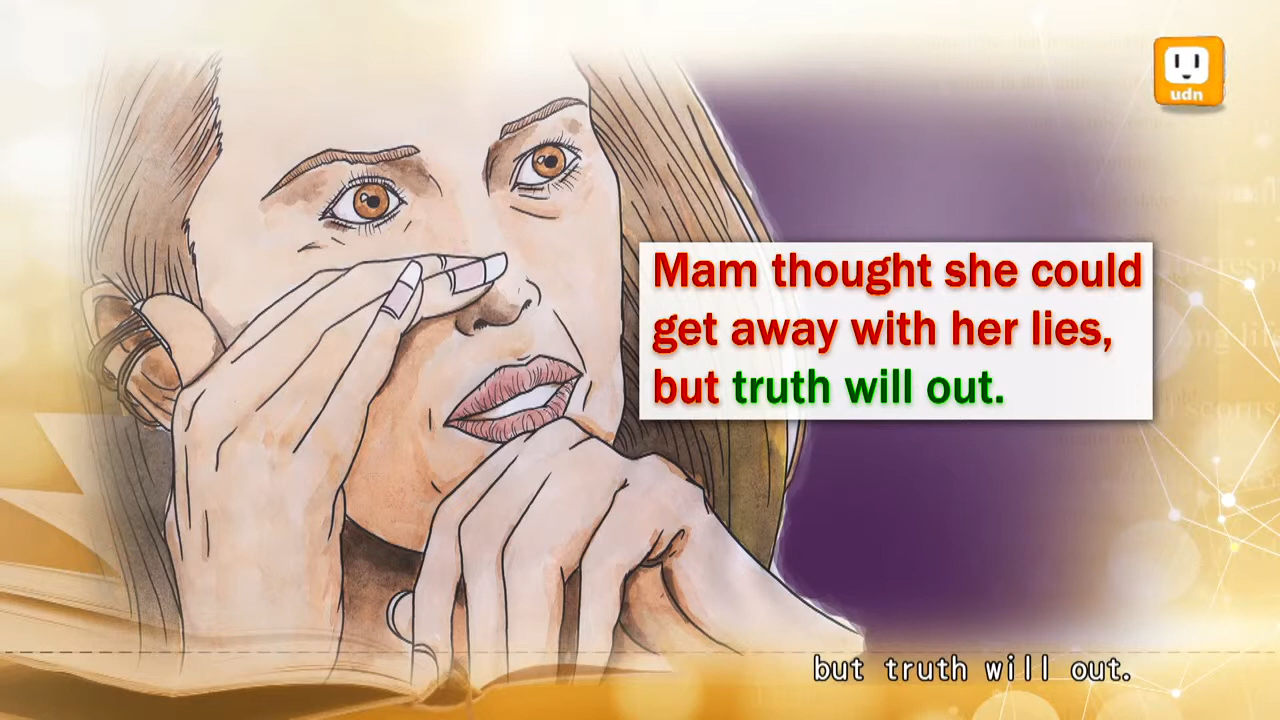 udn
Mam thought she could
get away with her lies,
but truth will out.
but truth will out.